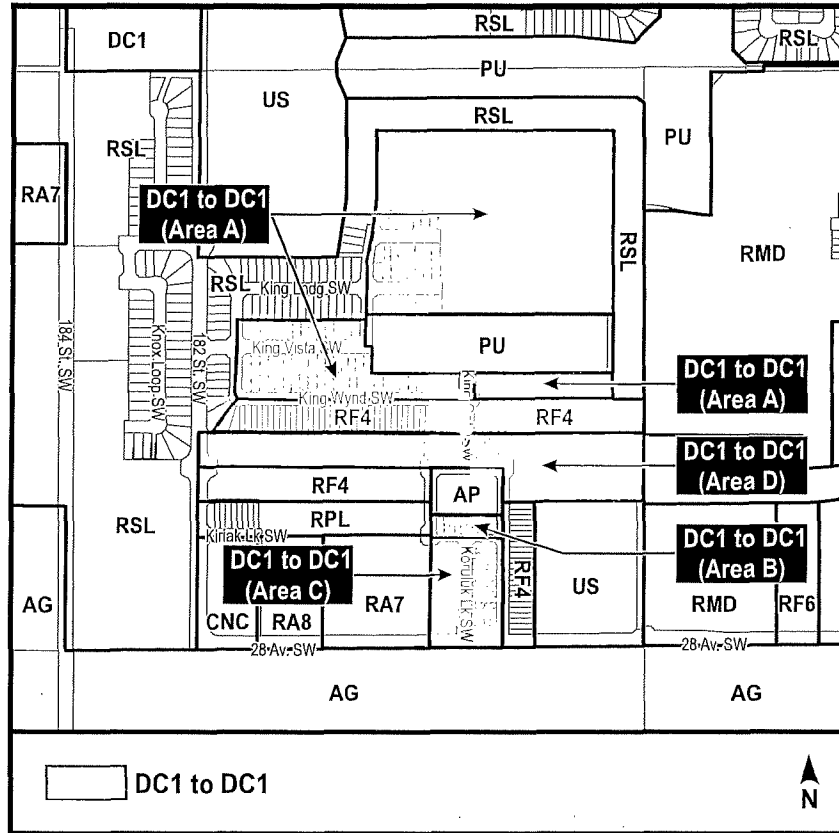 DC1
RSL
RSL
PU
US
RSL
RSL
PU
RA7
DC1 to DC1
(Area A)
RSL
RMD
RSL
King Lndg SW
184 St. SW
Knox Loop SW
182 St. SW
King Vista SW
PU
DC1 to DC1
(Area A)
King Wynd SW
RF4
RF4
DC1 to DC1
(Area D)
RF4
AP
RSL
RPL
Kirlak Lk SW
DC1 to DC1
(Area B)
DC1 to DC1
(Area C)
RF4
US
AG
RA7
RMD
RF6
CNC
RA8
28 Av. SW
28 Av. SW
AG
AG
DC1 to DC1
N